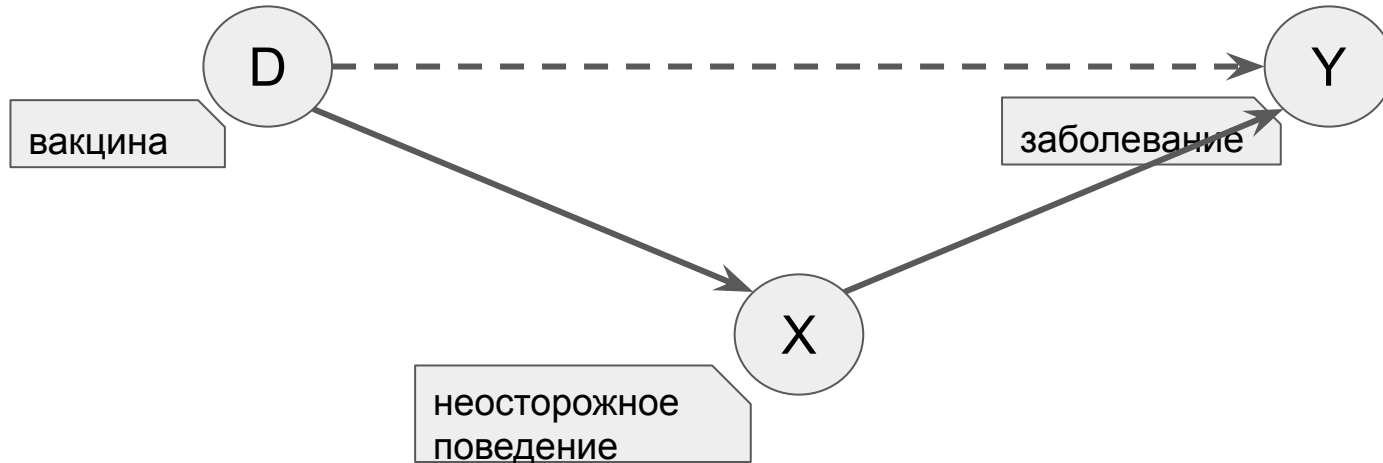 D
Y
вакцина
заболевание
X
неосторожное
поведение